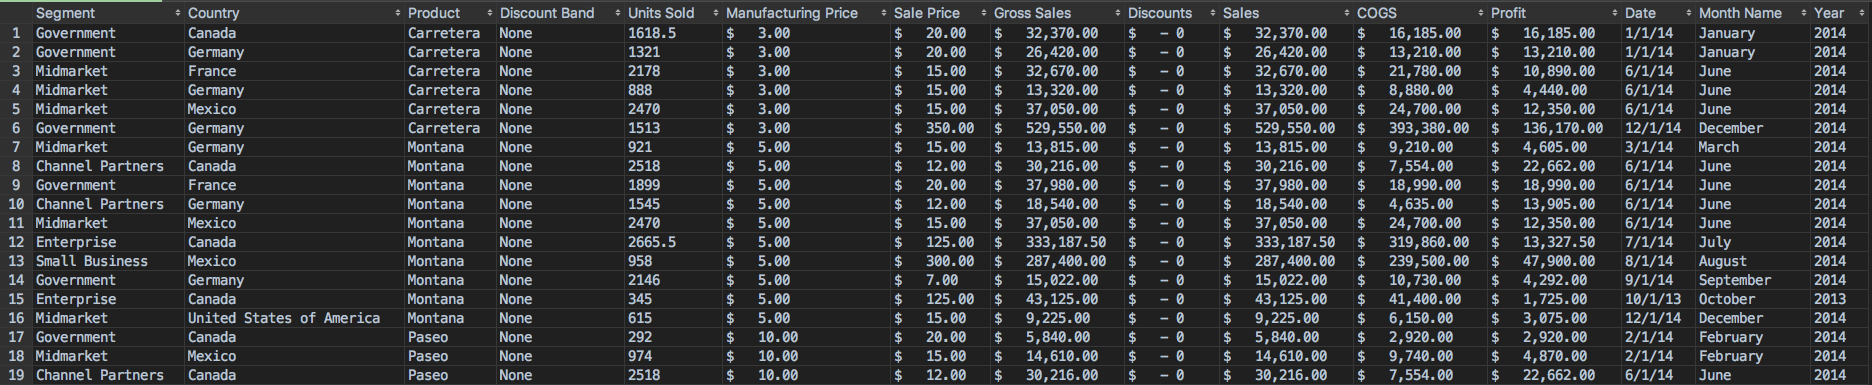 Segment Country Product Discount Band Units Sold Manufacturing Price Sale Price Gross Sales Discounts Sales COGS Profit Date Month Name Year
1 Government Canada Carretera None 1618.5 $ 3.00 $ 20.00 $ 32,370.00 $ - 0 $ 32,370.00 $ 16,185.00 $ 16,185.00 1/1/14 January 2014
2 Government Germany Carretera None 1321 $ 3.00 $ 20.00 $ 26,420.00 $ - 0 $ 26,420.00 $ 13,210.00 $ 13,210.00 1/1/14 January 2014
3 Midmarket France Carretera None 2178 $ 3.00 $ 15.00 $ 32,670.00 $ - 0 $ 32,670.00 $ 21,780.00 $ 10,890.00 6/1/14 June 2014
4 Midmarket Germany Carretera None 888 $ 3.00 $ 15.00 $ 13,320.00 $ - 0 $ 13,320.00 $ 8,880.00 $ 4,440.00 6/1/14 June 2014
5 Midmarket Mexico Carretera None 2470 $ 3.00 $ 15.00 $ 37,050.00 $ - 0 $ 37,050.00 $ 24,700.00 $ 12,350.00 6/1/14 June 2014
6 Government Germany Carretera None 1513 $ 3.00 $ 350.00 $ 529,550.00 $ - 0 $ 529,550.00 $ 393,380.00 $ 136,170.00 12/1/14 December 2014
7 Midmarket Germany Montana None 921 $ 5.00 $ 15.00 $ 13,815.00 $ - 0 $ 13,815.00 $ 9,210.00 $ 4,605.00 3/1/14 March 2014
8 Channel Partners Canada Montana None 2518 $ 5.00 $ 12.00 $ 30,216.00 $ - 0 $ 30,216.00 $ 7,554.00 $ 22,662.00 6/1/14 June 2014
9 Government France Montana None 1899 $ 5.00 $ 20.00 $ 37,980.00 $ - 0 $ 37,980.00 $ 18,990.00 $ 18,990.00 6/1/14 June 2014
10 Channel Partners Germany Montana None 1545 $ 5.00 $ 12.00 $ 18,540.00 $ - 0 $ 18,540.00 $ 4,635.00 $ 13,905.00 6/1/14 June 2014
11 Midmarket Mexico Montana None 2470 $ 5.00 $ 15.00 $ 37,050.00 $ - 0 $ 37,050.00 $ 24,700.00 $ 12,350.00 6/1/14 June 2014
12 Enterprise Canada Montana None 2665.5 $ 5.00 $ 125.00 $ 333,187.50 $ - 0 $ 333,187.50 $ 319,860.00 $ 13,327.50 7/1/14 July 2014
13 Small Business Mexico Montana None 958 $ 5.00 $ 300.00 $ 287,400.00 $ - 0 $ 287,400.00 $ 239,500.00 $ 47,900.00 8/1/14 August 2014
14 Government Germany Montana None 2146 $ 5.00 $ 7.00 $ 15,022.00 $ - 0 $ 15,022.00 $ 10,730.00 $ 4,292.00 9/1/14 September 2014
15 Enterprise Canada Montana None 345 $ 5.00 $ 125.00 $ 43,125.00 $ - 0 $ 43,125.00 $ 41,400.00 $ 1,725.00 10/1/13 October 2013
16 Midmarket United States of America Montana None 615 $ 5.00 $ 15.00 $ 9,225.00 $ - 0 $ 9,225.00 $ 6,150.00 $ 3,075.00 12/1/14 December 2014
17 Government Canada Paseo None 292 $ 10.00 $ 20.00 $ 5,840.00 $ - 0 $ 5,840.00 $ 2,920.00 $ 2,920.00 2/1/14 February 2014
18 Midmarket Mexico Paseo None 974 $ 10.00 $ 15.00 $ 14,610.00 $ - 0 $ 14,610.00 $ 9,740.00 $ 4,870.00 2/1/14 February 2014
19 Channel Partners Canada Paseo None 2518 $ 10.00 $ 12.00 $ 30,216.00 $ - 0 $ 30,216.00 $ 7,554.00 $ 22,662.00 6/1/14 June 2014